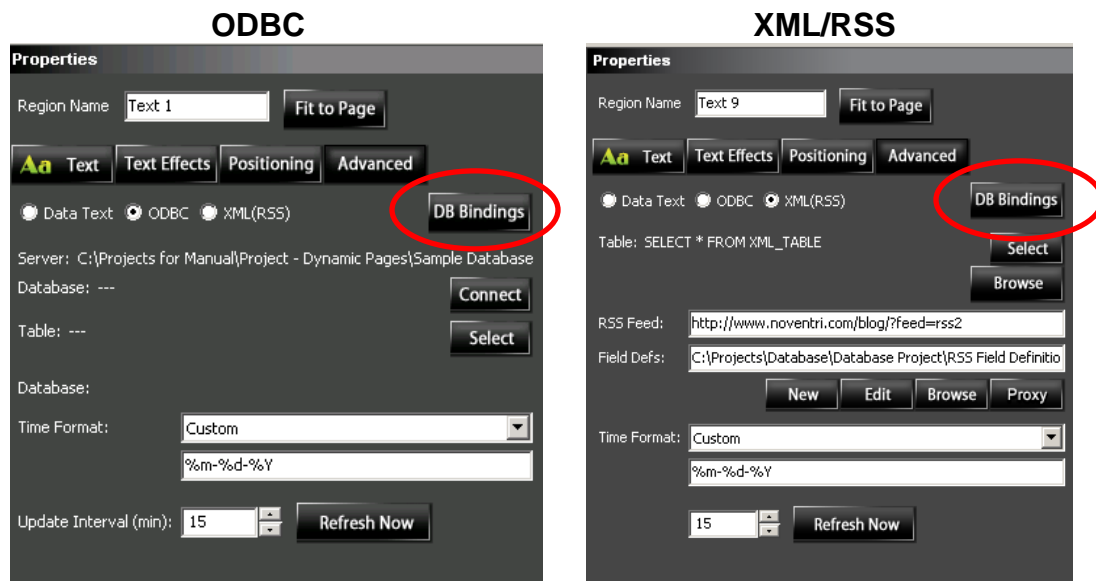 ODBC
Properties
Region Name Text 1 Fit to Page
Aa Text Text Effects Positioning Advanced
Data Text ODBC XML(RSS) DB Bindings
Server: C:\Projects for Manual\Project - Dynamic Pages\Sample Database
Database: --- Connect
Table: --- Select
Database:
Time Format: Custom
%m-%d-%Y
Update Interval (min): 15 Refresh Now
XML/RSS
Properties
Region Name Text 9 Fit to Page
Aa Text Text Effects Positioning Advanced
Data Text ODBC XML(RSS) DB Bindings
Table: SELECT * FROM XML_TABLE Select
Browse
RSS Feed: http://www.noventri.com/blog/?feed=rss2
Field Defs: C:\Projects\Database\Database Project\RSS Field Definitio
New Edit Browse Proxy
Time Format: Custom
%m-%d-%Y
15 Refresh Now